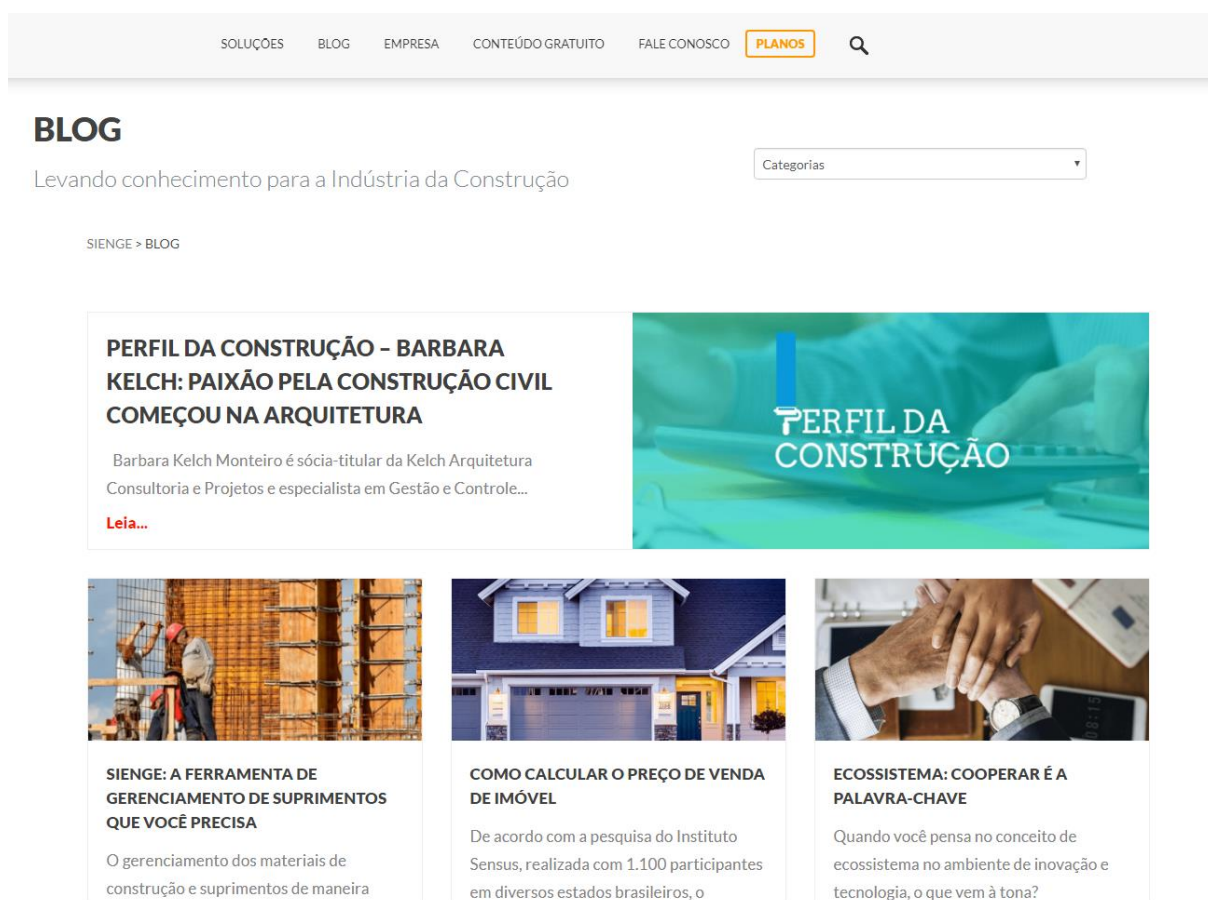 SOLUÇÕES BLOG EMPRESA CONTEÚDO GRATUITO FALE CONOSCO PLANOS
BLOG
Levando conhecimento para a Indústria da Construção
Categorias
SIENGE > BLOG
PERFIL DA CONSTRUÇÃO – BARBARA
KELCH: PAIXÃO PELA CONSTRUÇÃO CIVIL
COMEÇOU NA ARQUITETURA
Barbara Kelch Monteiro é sócia-titular da Kelch Arquitetura
Consultoria e Projetos e especialista em Gestão e Controle...
Leia...
PERFIL DA
CONSTRUÇÃO
SIENGE: A FERRAMENTA DE
GERENCIAMENTO DE SUPRIMENTOS
QUE VOCÊ PRECISA
O gerenciamento dos materiais de
construção e suprimentos de maneira
COMO CALCULAR O PREÇO DE VENDA
DE IMÓVEL
De acordo com a pesquisa do Instituto
Sensus, realizada com 1.100 participantes
em diversos estados brasileiros, o
08:15
ECOSSISTEMA: COOPERAR É A
PALAVRA-CHAVE
Quando você pensa no conceito de
ecossistema no ambiente de inovação e
tecnologia, o que vem à tona?